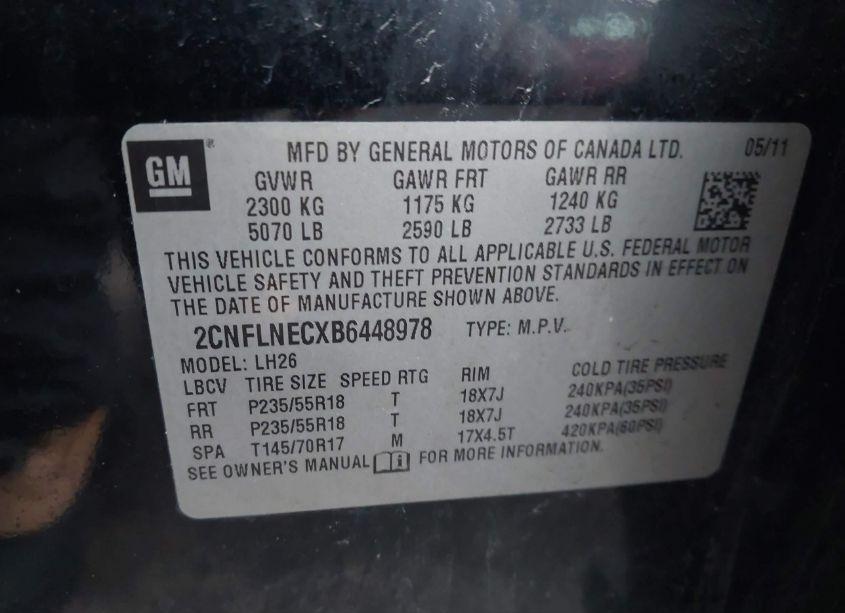 GM® MFD BY GENERAL MOTORS OF CANADA LTD. 05/11
GVWR GAWR FRT GAWR RR
2300 KG 1175 KG 1240 KG
5070 LB 2590 LB 2733 LB
THIS VEHICLE CONFORMS TO ALL APPLICABLE U.S. FEDERAL MOTOR
VEHICLE SAFETY AND THEFT PREVENTION STANDARDS IN EFFECT ON
THE DATE OF MANUFACTURE SHOWN ABOVE.
2CNFLNECXB6448978 TYPE: M.P.V.
MODEL: LH26
LBCV TIRE SIZE SPEED RTG RIM COLD TIRE PRESSURE
FRT P235/55R18 T 18X7J 240KPA(35PSI)
RR P235/55R18 T 18X7J 240KPA(35PSI)
SPA T145/70R17 M 17X4.5T 420KPA(60PSI)
SEE OWNER'S MANUAL FOR MORE INFORMATION.